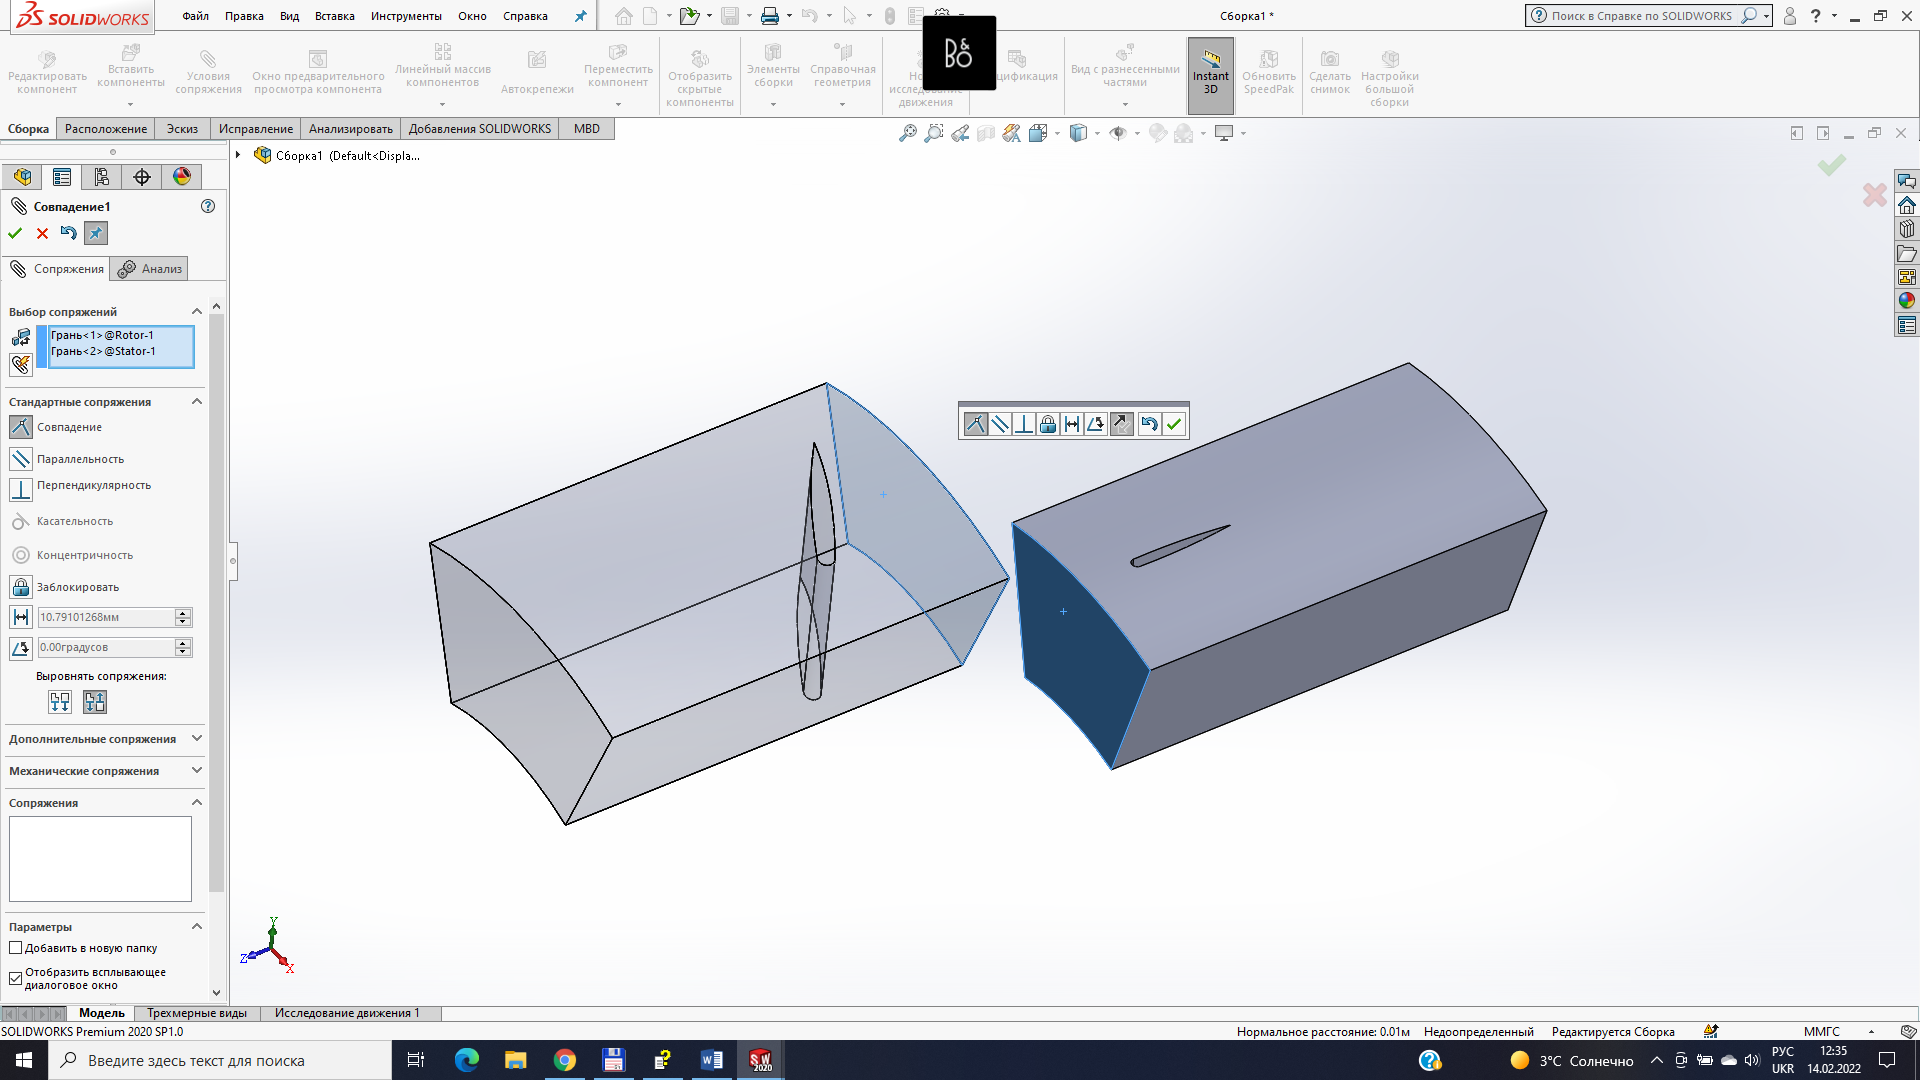 SOLIDWORKS
Файл Правка Вид Вставка Инструменты Окно Справка
Сборка1 *
Поиск в Справке по SOLIDWORKS
Редактировать компонент
Вставить компоненты
Условия сопряжения
Окно предварительного просмотра компонента
Линейный массив компонентов
Автокрепежи
Переместить компонент
Отобразить скрытые компоненты
Элементы сборки
Справочная геометрия
исследование движения
B&O
Вид с разнесенными частями
Instant 3D
Обновить SpeedPak
Сделать снимок
Настройки большой сборки
Сборка Расположение Эскиз Исправление Анализировать Добавления SOLIDWORKS MBD
Сборка1 (Default<Displa...
Совпадение1
Сопряжения Анализ
Выбор сопряжений
Грань<1>@Rotor-1
Грань<2>@Stator-1
Стандартные сопряжения
Совпадение
Параллельность
Перпендикулярность
Касательность
Концентричность
Заблокировать
10.79101268мм
0.00градусов
Выровнять сопряжения:
Дополнительные сопряжения
Механические сопряжения
Сопряжения
Параметры
Добавить в новую папку
Отобразить всплывающее
диалоговое окно
Y
Z
X
Модель Трехмерные виды Исследование движения 1
SOLIDWORKS Premium 2020 SP1.0
Нормальное расстояние: 0.01м Недоопределенный Редактируется Сборка ММГС
Введите здесь текст для поиска
SW 2020
3°C Солнечно
РУС
UKR
12:35
14.02.2022